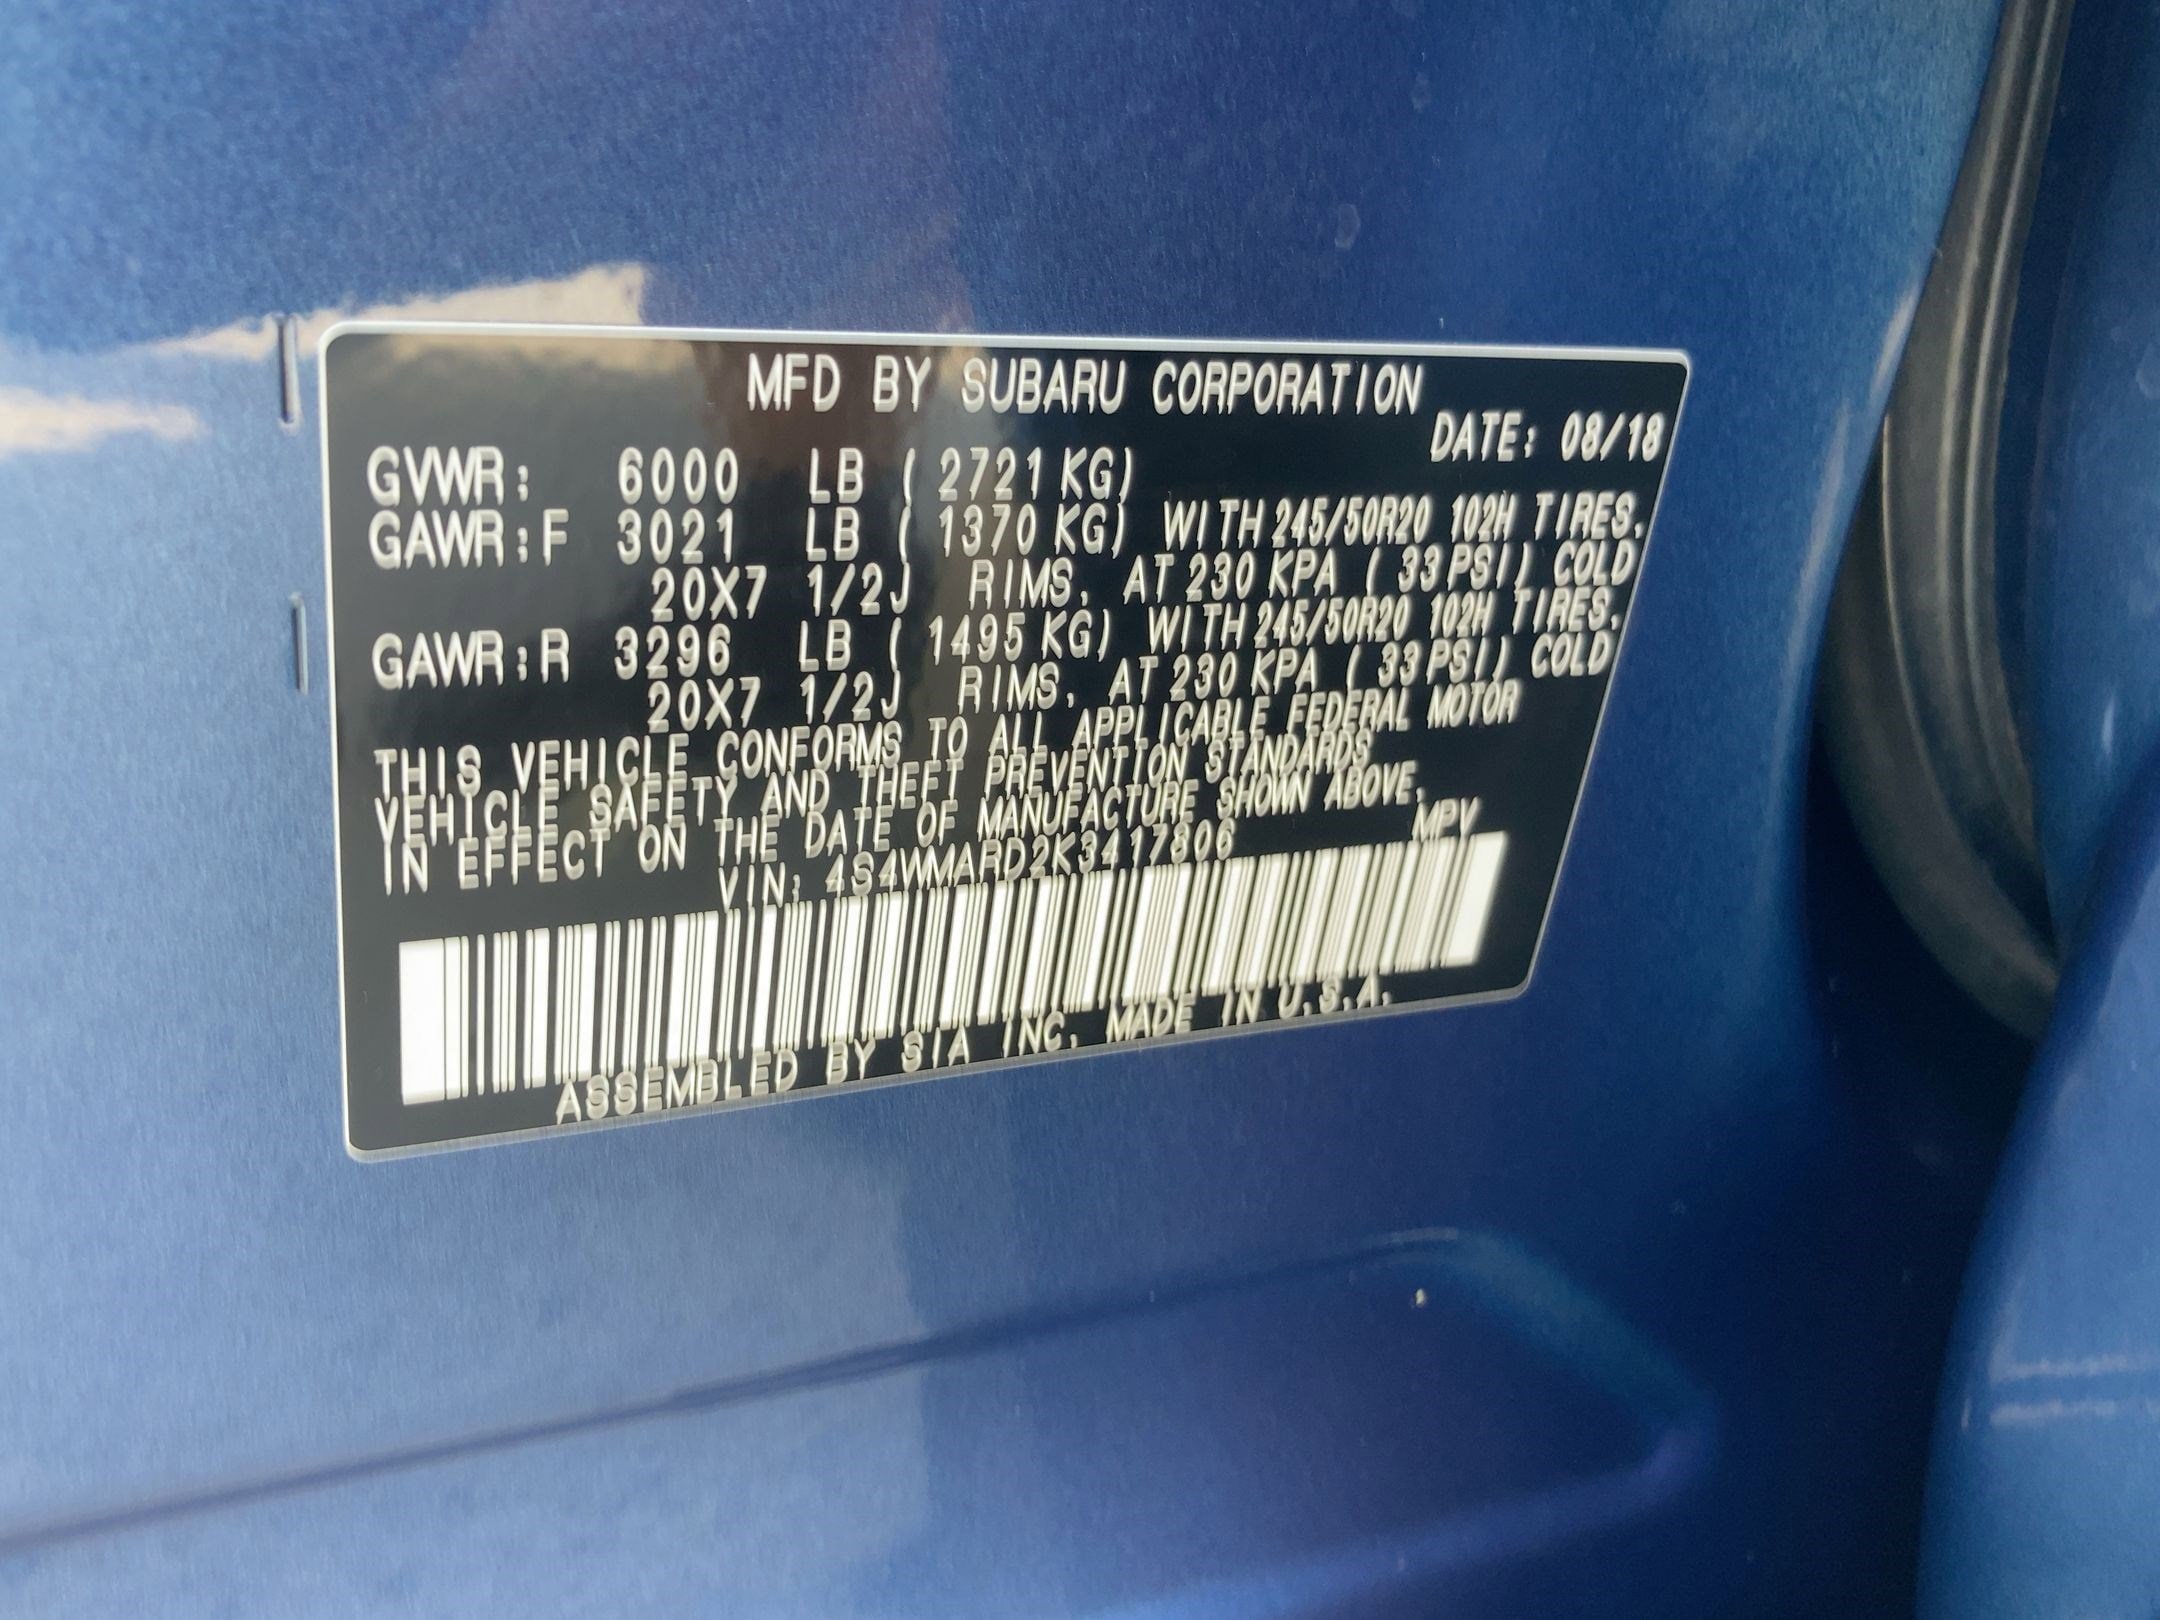 MFD BY SUBARU CORPORATION
DATE: 08/18
GVWR: 6000 LB ( 2721 KG)
GAWR:F 3021 LB ( 1370 KG) WITH 245/50R20 102H TIRES,
20X7 1/2J RIMS, AT 230 KPA ( 33 PSI) COLD
GAWR:R 3296 LB ( 1495 KG) WITH 245/50R20 102H TIRES,
20X7 1/2J RIMS, AT 230 KPA ( 33 PSI) COLD
THIS VEHICLE CONFORMS TO ALL APPLICABLE FEDERAL MOTOR
VEHICLE SAFETY AND THEFT PREVENTION STANDARDS
IN EFFECT ON THE DATE OF MANUFACTURE SHOWN ABOVE.
VIN: 4S4WMARD2K3417806 MPV
ASSEMBLED BY SIA INC. MADE IN U.S.A.